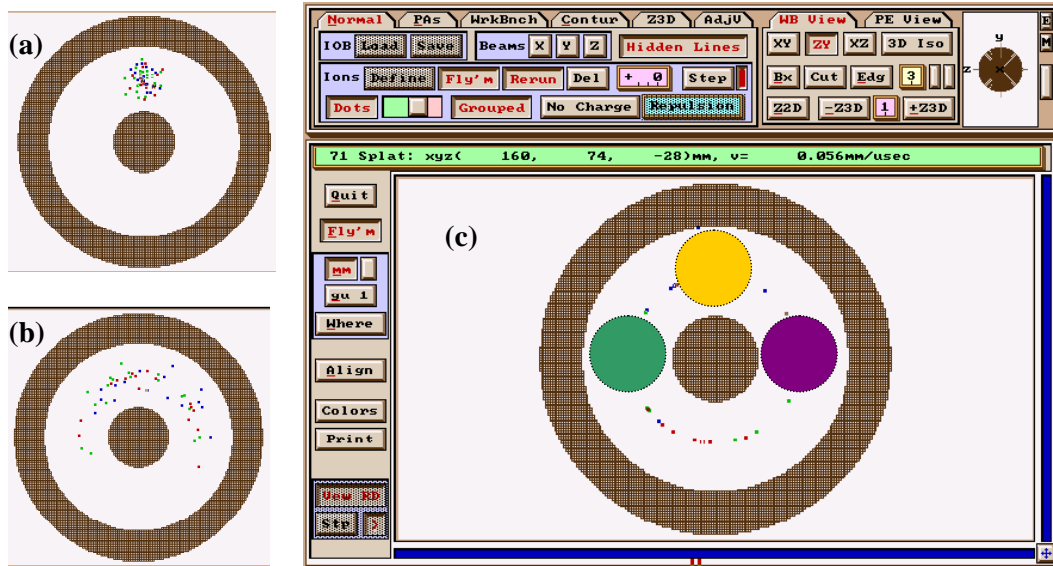 (a)
(b)
Normal PAs WrkBnch Contur Z3D AdjV WB View PE View
IOB Load Save Beams X Y Z Hidden Lines XY ZY XZ 3D Iso
Ions Define Fly'm Rerun Del + 0 Step Bx Cut Edg 3
Dots Grouped No Charge Repulsion Z2D -Z3D 1 +Z3D
y
z x
E
M
71 Splat: xyz( 160, 74, -28)mm, v= 0.056mm/usec
Quit
Fly'm
mm
gu 1
Where
Align
Colors
Print
View RD
Stp >
(c)